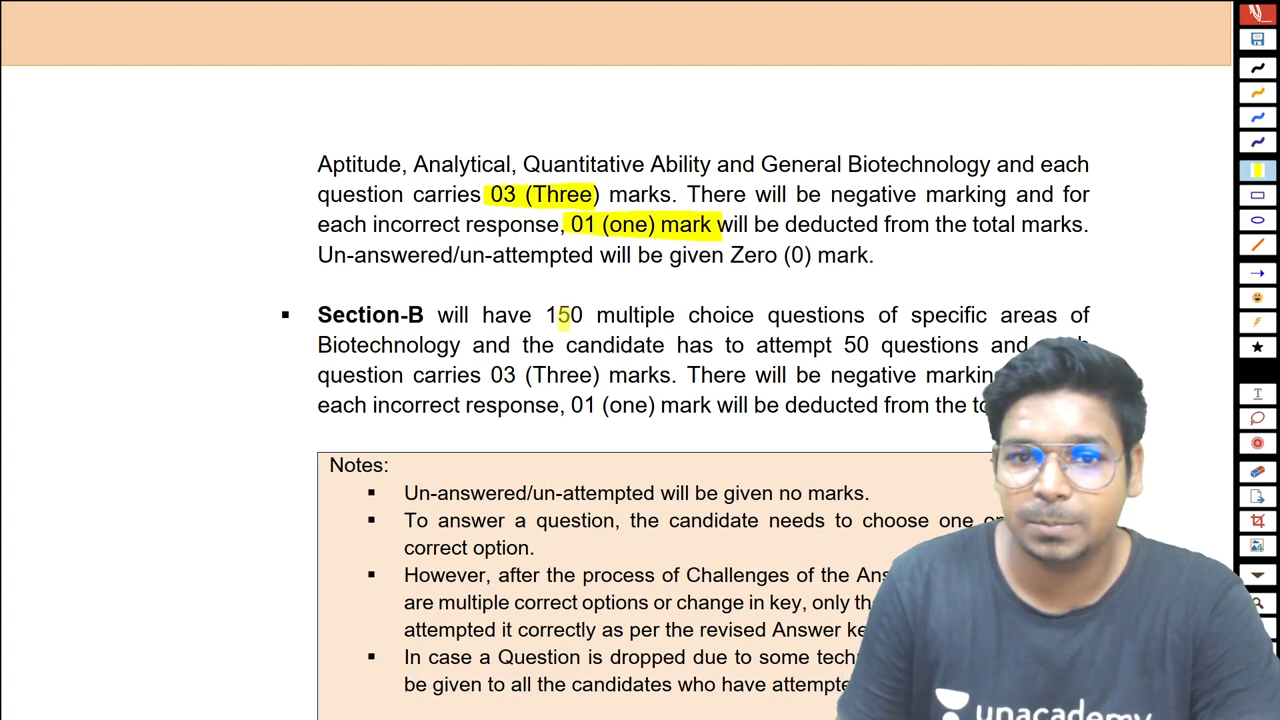 Aptitude, Analytical, Quantitative Ability and General Biotechnology and each
question carries 03 (Three) marks. There will be negative marking and for
each incorrect response, 01 (one) mark will be deducted from the total marks.
Un-answered/un-attempted will be given Zero (0) mark.
▪ Section-B will have 150 multiple choice questions of specific areas of
Biotechnology and the candidate has to attempt 50 questions and
question carries 03 (Three) marks. There will be negative
each incorrect response, 01 (one) mark will be deducted from the
Notes:
▪ Un-answered/un-attempted will be given no marks.
▪ To answer a question, the candidate needs to choose one
correct option.
▪ However, after the process of Challenges of the
are multiple correct options or change in key, only
attempted it correctly as per the revised Answer
▪ In case a Question is dropped due to some
be given to all the candidates who have
unacademy